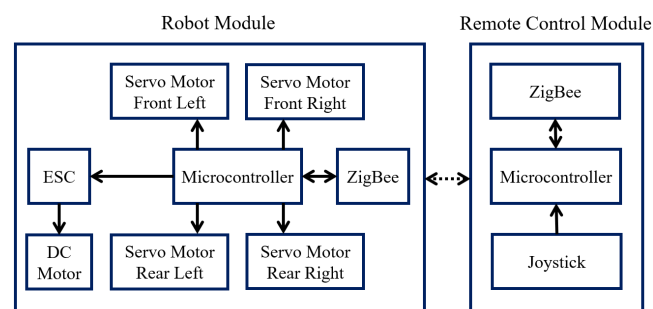 Robot Module
Remote Control Module
Servo Motor
Front Left
Servo Motor
Front Right
ZigBee
ESC
Microcontroller
ZigBee
Microcontroller
DC
Motor
Servo Motor
Rear Left
Servo Motor
Rear Right
Joystick